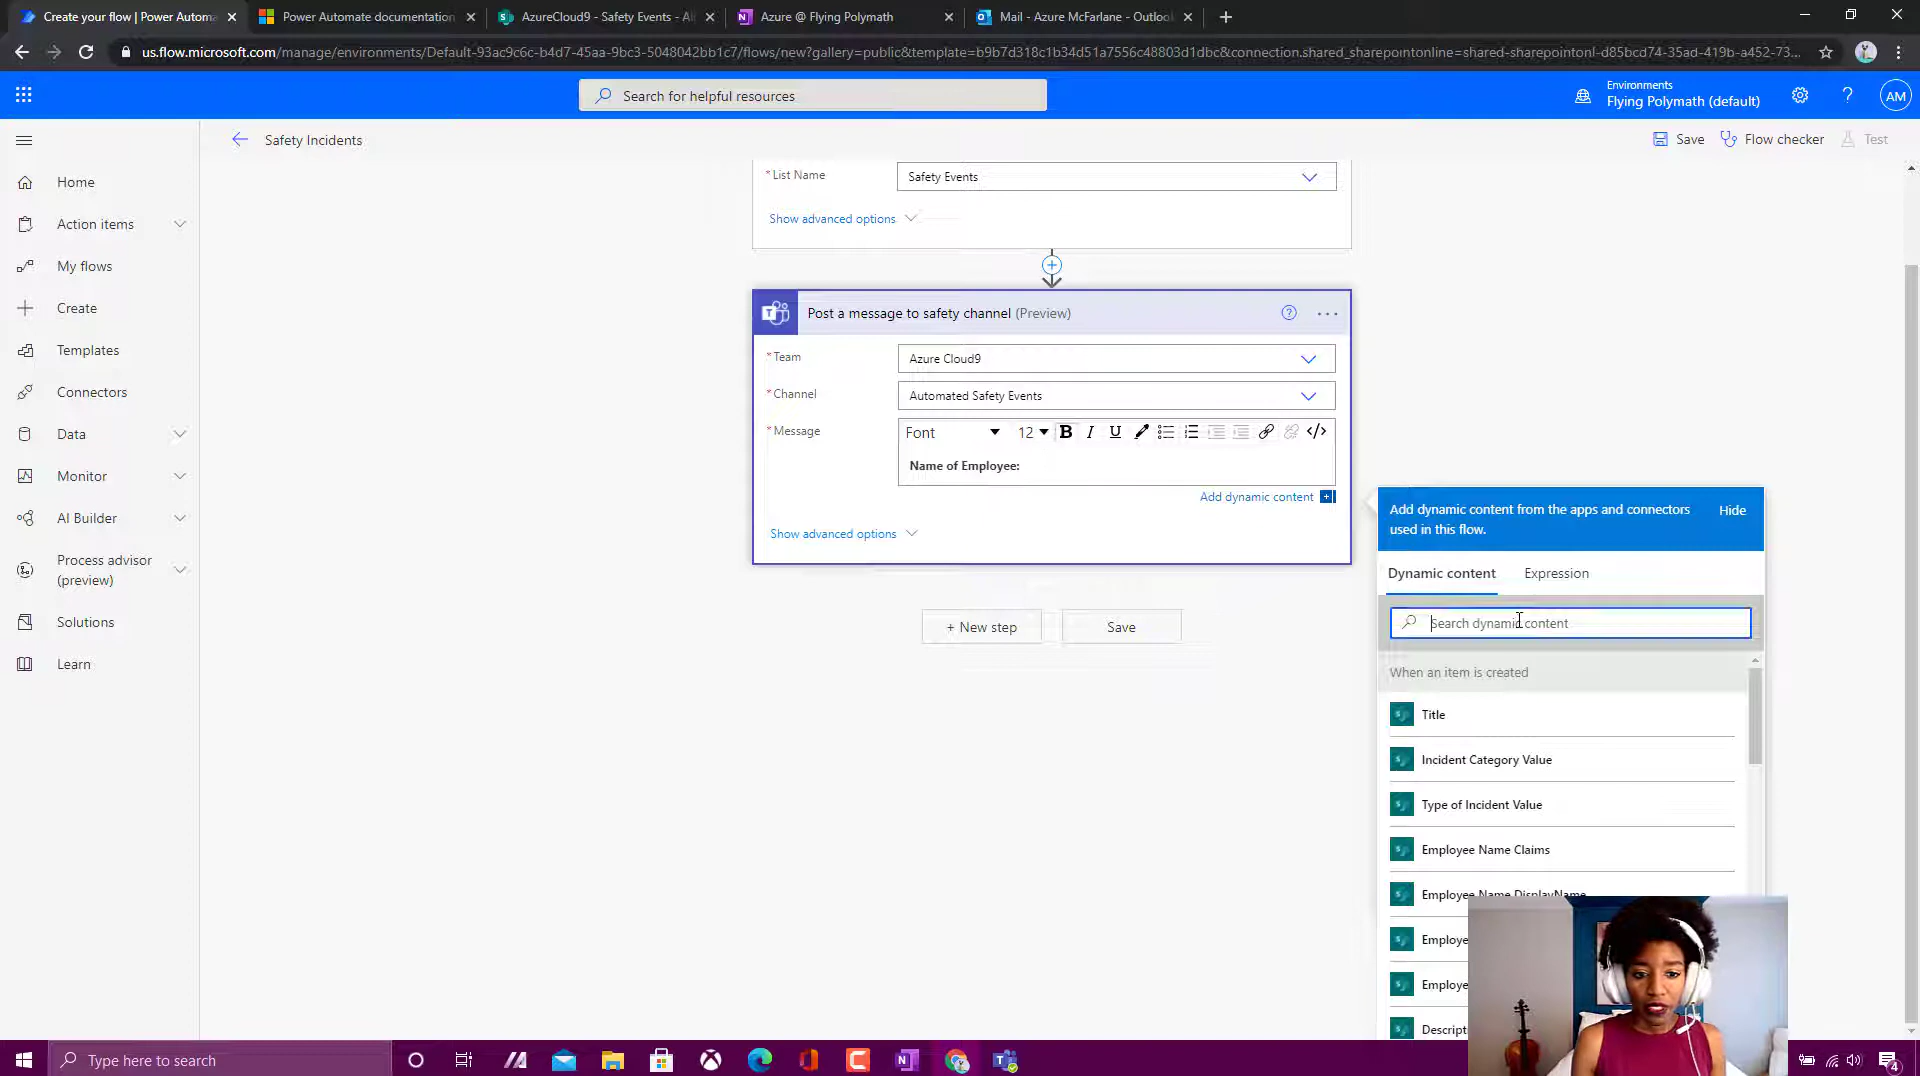 Create your flow | Power Automa
Power Automate documentation
AzureCloud9 - Safety Events - Al
Azure @ Flying Polymath
Mail - Azure McFarlane - Outlook
us.flow.microsoft.com/manage/environments/Default-93ac9c6c-b4d7-45aa-9bc3-5048042bb1c7/flows/new?gallery=public&template=b9b7d318c1b34d51a7556c48803d1dbc&connection.shared_sharepointonline=shared-sharepointonl-d85bcd74-35ad-419b-a452-73...
Search for helpful resources
Environments
Flying Polymath (default)
?
AM
Safety Incidents
Save
Flow checker
Test
Home
Action items
My flows
Create
Templates
Connectors
Data
Monitor
AI Builder
Process advisor
(preview)
Solutions
Learn
* List Name
Safety Events
Show advanced options
Post a message to safety channel (Preview)
?
...
* Team
Azure Cloud9
* Channel
Automated Safety Events
* Message
Font
12
B
I
U
</>
Name of Employee:
Add dynamic content
Show advanced options
+ New step
Save
Add dynamic content from the apps and connectors
used in this flow.
Hide
Dynamic content
Expression
Search dynamic content
When an item is created
Title
Incident Category Value
Type of Incident Value
Employee Name Claims
Employee Name DisplayName
Employe
Employe
Descript
Type here to search
4